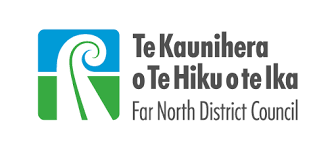 Te Kaunihera
o Te Hiku o te Ika
Far North District Council